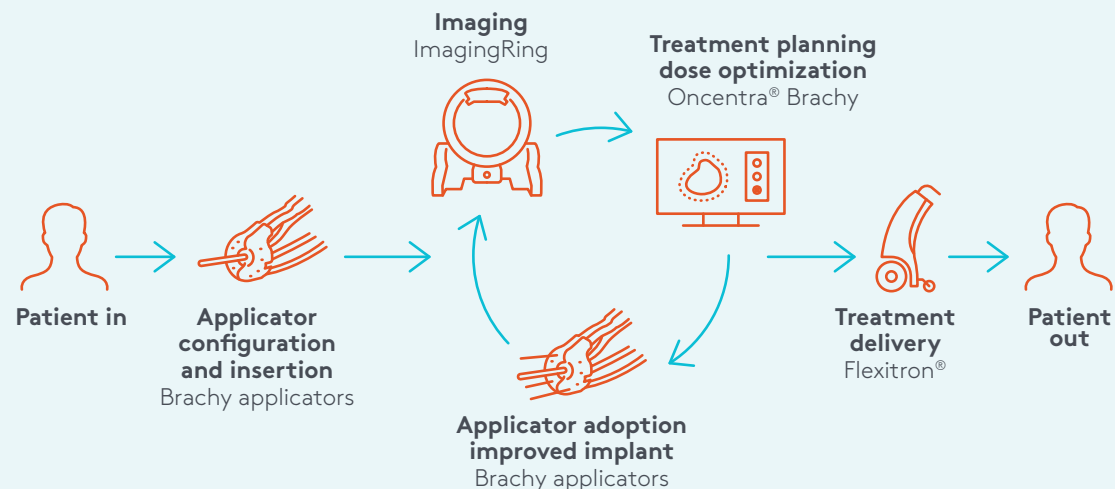 Patient in
Applicator
configuration
and insertion
Brachy applicators
Imaging
ImagingRing
Treatment planning
dose optimization
Oncentra® Brachy
Applicator adoption
improved implant
Brachy applicators
Treatment
delivery
Flexitron®
Patient
out